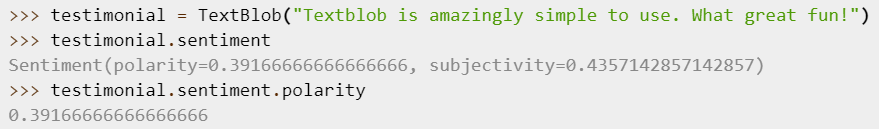 >>> testimonial = TextBlob("Textblob is amazingly simple to use. What great fun!")
>>> testimonial.sentiment
Sentiment(polarity=0.39166666666666666, subjectivity=0.4357142857142857)
>>> testimonial.sentiment.polarity
0.39166666666666666